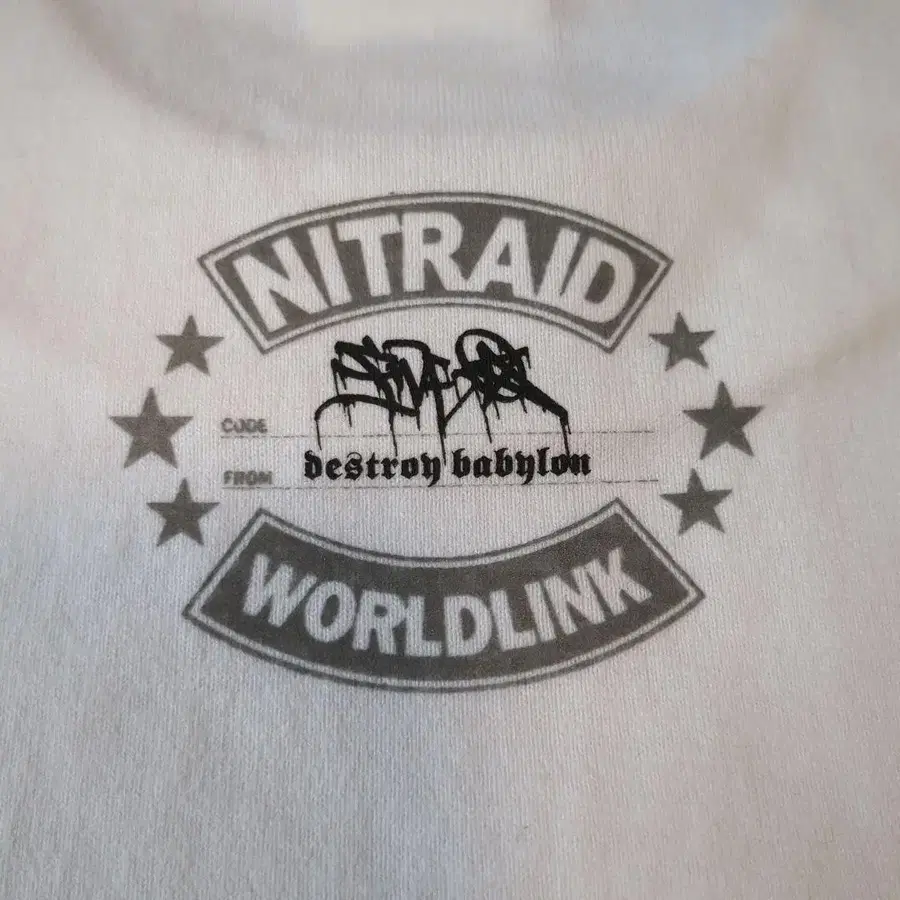 NITRAID
CODE
FROM destroy babylon
WORLDLINK